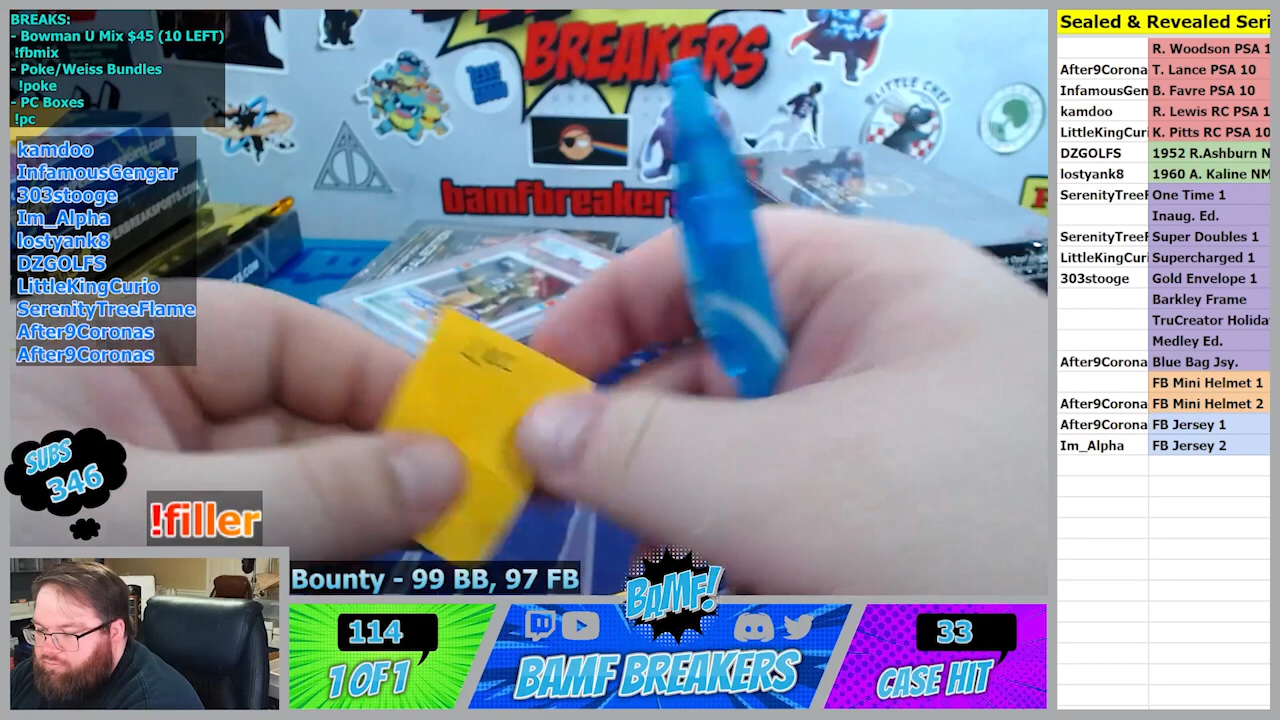 BREAKS:
- Bowman U Mix $45 (10 LEFT)
!fbmix
- Poke/Weiss Bundles
!poke
- PC Boxes
!pc
kamdoo
InfamousGengar
303stooge
Im_Alpha
lostyank8
DZGOLFS
LittleKingCurio
SerenityTreeFlame
After9Coronas
After9Coronas
SUBS
346
!filler
BREAKERS
LITTLE CHEF
bamfbreaker
Bounty - 99 BB, 97 FB
BAMF!
114
1 OF 1
BAMF BREAKERS
33
CASE HIT
Sealed & Revealed Seri
R. Woodson PSA 1
After9Corona T. Lance PSA 10
InfamousGen B. Favre PSA 10
kamdoo R. Lewis RC PSA 1
LittleKingCuri K. Pitts RC PSA 10
DZGOLFS 1952 R.Ashburn N
lostyank8 1960 A. Kaline NM
SerenityTreeF One Time 1
Inaug. Ed.
SerenityTreeF Super Doubles 1
LittleKingCuri Supercharged 1
303stooge Gold Envelope 1
Barkley Frame
TruCreator Holida
Medley Ed.
After9Corona Blue Bag Jsy.
FB Mini Helmet 1
After9Corona FB Mini Helmet 2
After9Corona FB Jersey 1
Im_Alpha FB Jersey 2